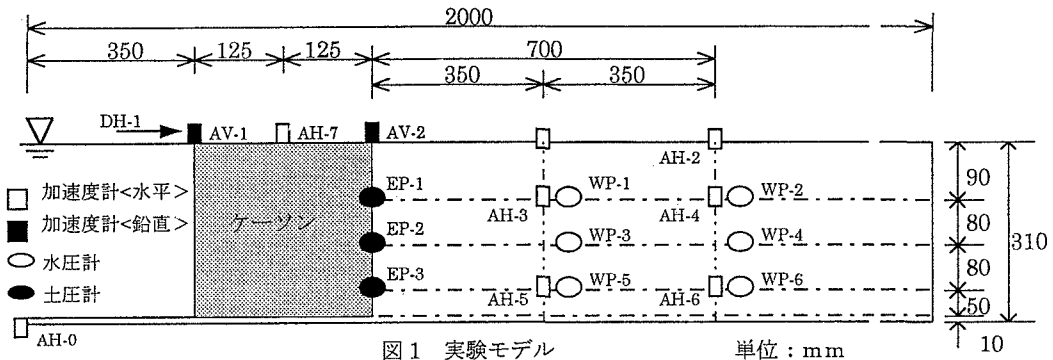 2000
350
125
125
700
350
350
DH-1
AV-1
AH-7
AV-2
AH-2
加速度計<水平>
加速度計<鉛直>
水圧計
土圧計
ケーソン
EP-1
EP-2
EP-3
AH-3
WP-1
AH-4
WP-2
WP-3
WP-4
AH-5
WP-5
AH-6
WP-6
90
80
80
50
310
10
AH-0
図1 実験モデル
単位:mm